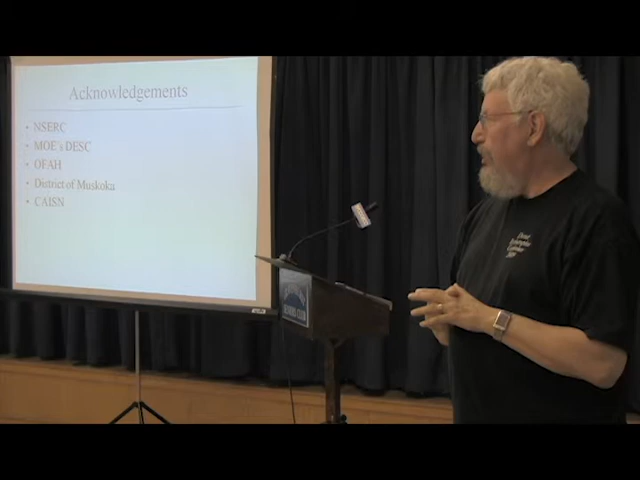 Acknowledgements
• NSERC
• MOE's DESC
• OFAH
• District of Muskoka
• CAISN